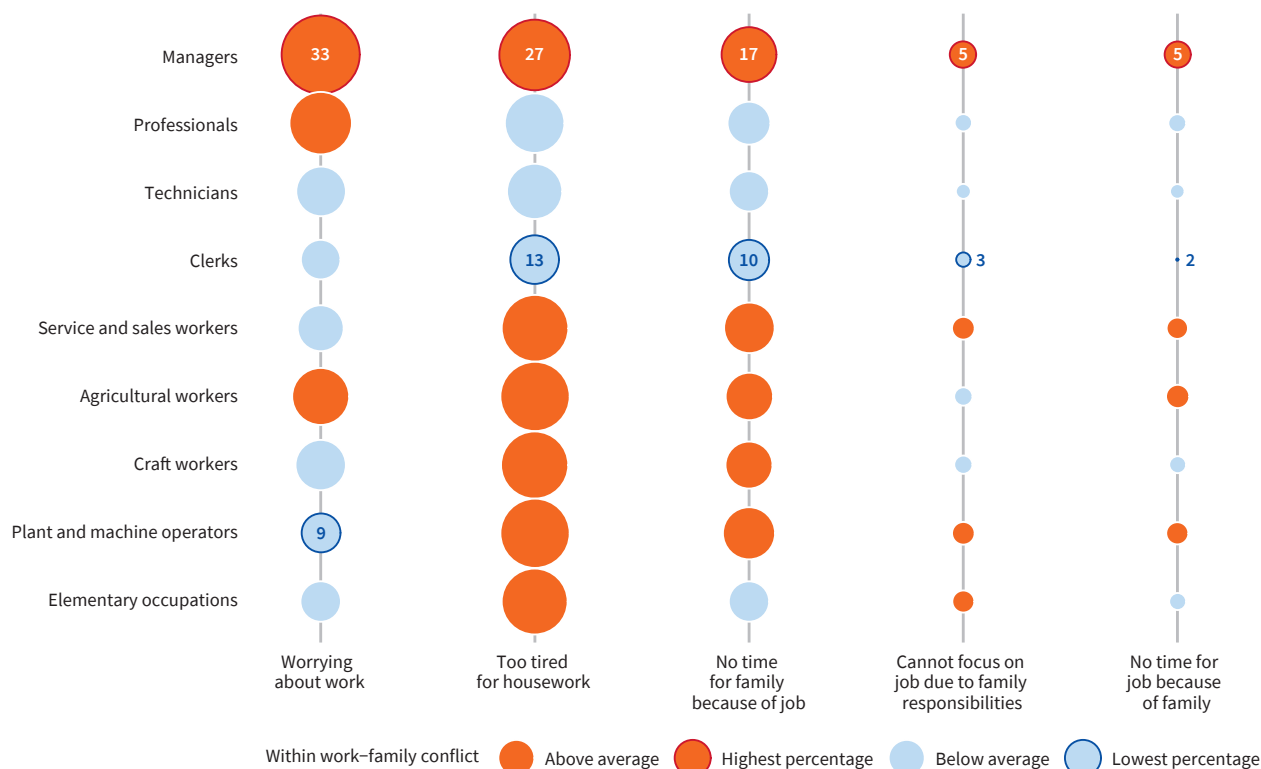 Managers 33 27 17 5 5
Professionals
Technicians
Clerks 13 10 3 2
Service and sales workers
Agricultural workers
Craft workers
Plant and machine operators 9
Elementary occupations
Worrying
about work
Too tired
for housework
No time
for family
because of job
Cannot focus on
job due to family
responsibilities
No time for
job because
of family
Within work–family conflict Above average Highest percentage Below average Lowest percentage